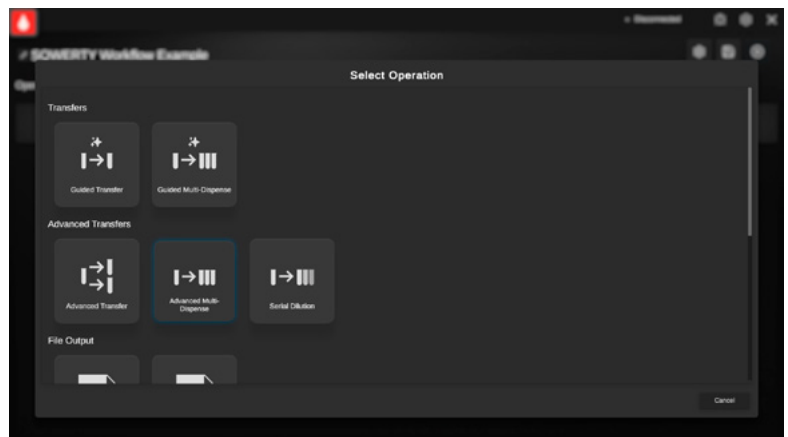 Disconnected
SOWERTY Workflow Example
Select Operation
Transfers
Guided Transfer
Guided Multi-Dispense
Advanced Transfers
Advanced Transfer
Advanced Multi-
Dispense
Serial Dilution
File Output
Cancel